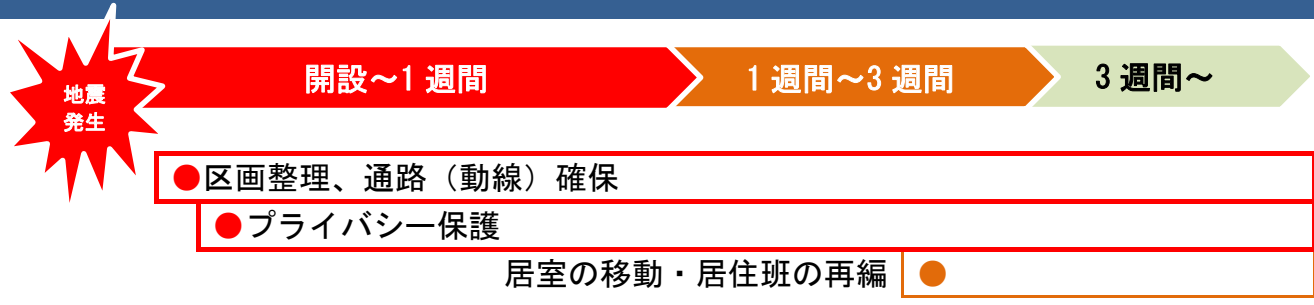 地震
発生
開設～1 週間
1 週間～3 週間
3 週間～
●区画整理、通路（動線）確保
●プライバシー保護
居室の移動・居住班の再編 ●